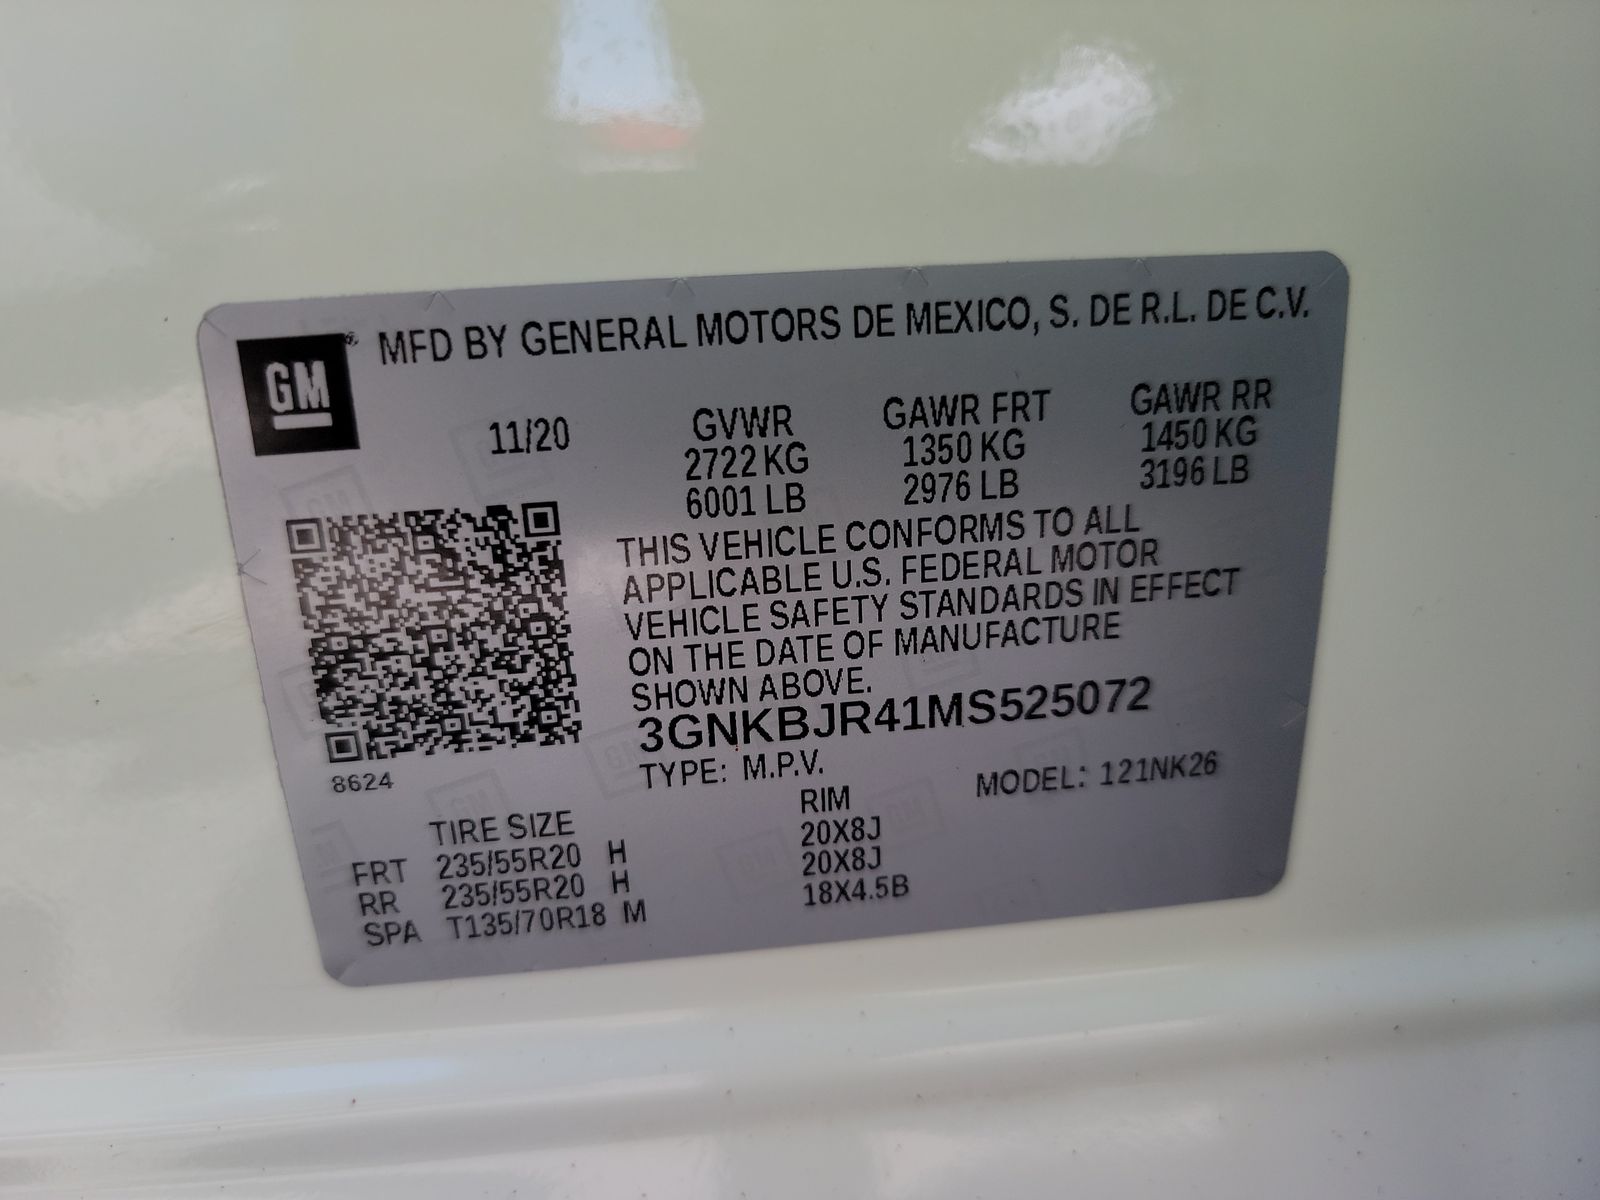 GM® MFD BY GENERAL MOTORS DE MEXICO, S. DE R.L. DE C.V.
11/20 GVWR GAWR FRT GAWR RR
2722 KG 1350 KG 1450 KG
6001 LB 2976 LB 3196 LB
THIS VEHICLE CONFORMS TO ALL
APPLICABLE U.S. FEDERAL MOTOR
VEHICLE SAFETY STANDARDS IN EFFECT
ON THE DATE OF MANUFACTURE
SHOWN ABOVE.
3GNKBJR41MS525072
8624 TYPE: M.P.V. MODEL: 121NK26
TIRE SIZE RIM
FRT 235/55R20 H 20X8J
RR 235/55R20 H 20X8J
SPA T135/70R18 M 18X4.5B